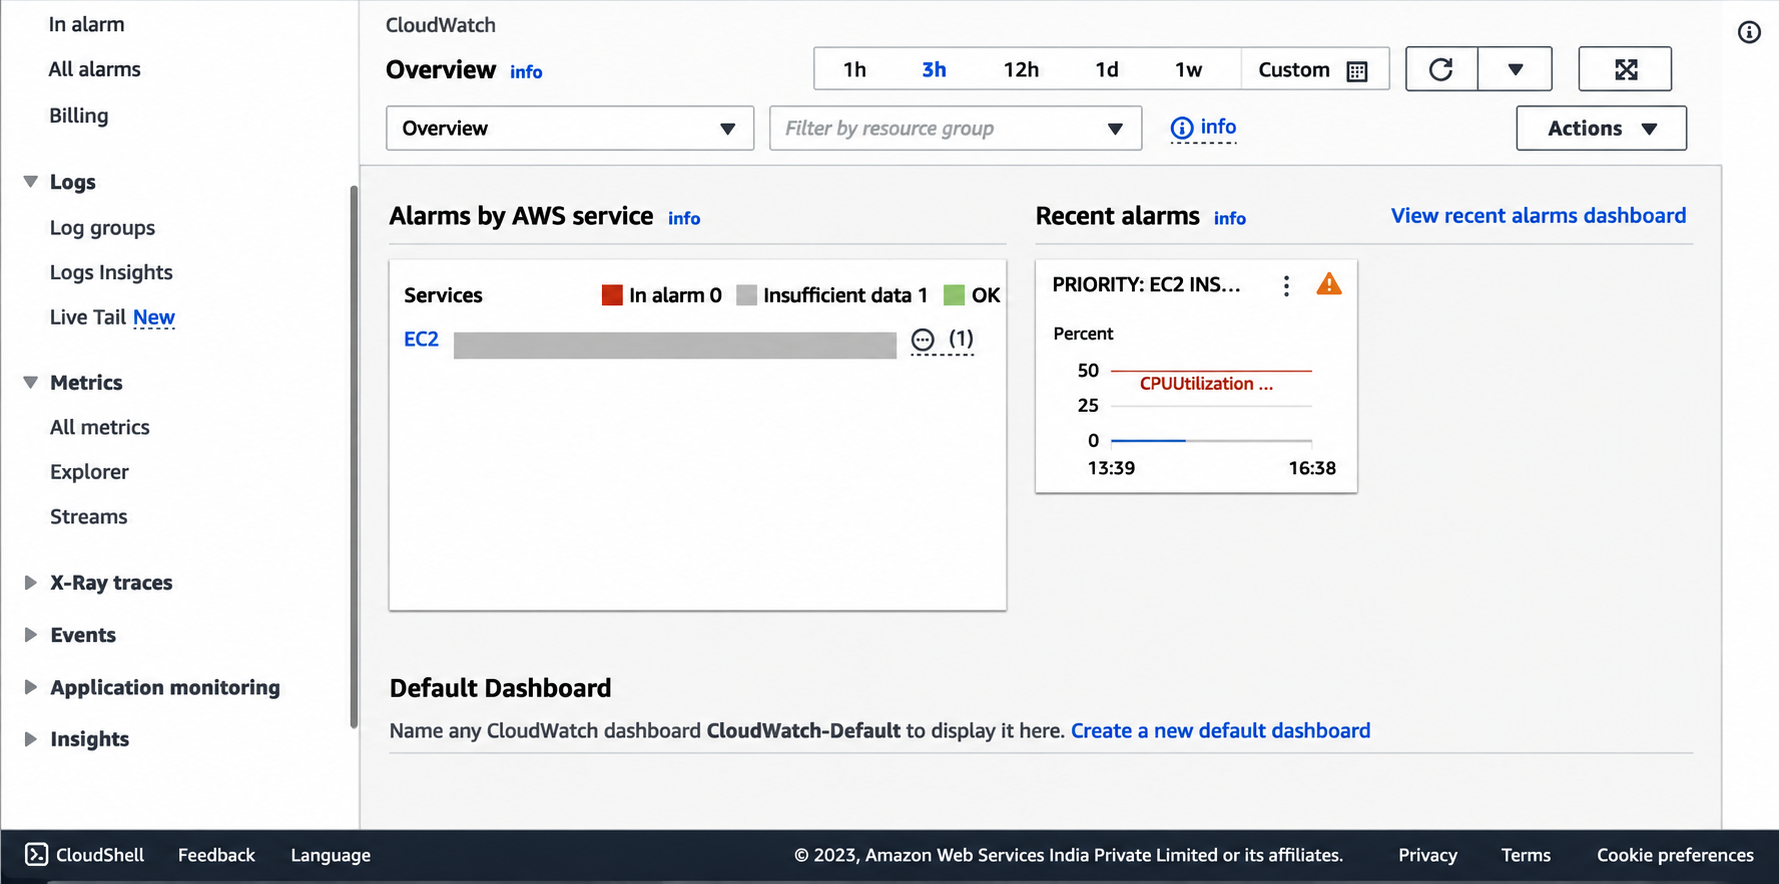 In alarm
All alarms
Billing
Logs
Log groups
Logs Insights
Live Tail New
Metrics
All metrics
Explorer
Streams
X-Ray traces
Events
Application monitoring
Insights
CloudWatch
Overview info
1h 3h 12h 1d 1w Custom
Overview
Filter by resource group
info
Actions
Alarms by AWS service info
Services In alarm 0 Insufficient data 1 OK
EC2 (1)
Recent alarms info View recent alarms dashboard
PRIORITY: EC2 INS...
Percent
50
CPUUtilization ...
25
0
13:39 16:38
Default Dashboard
Name any CloudWatch dashboard CloudWatch-Default to display it here. Create a new default dashboard
CloudShell Feedback Language © 2023, Amazon Web Services India Private Limited or its affiliates. Privacy Terms Cookie preferences